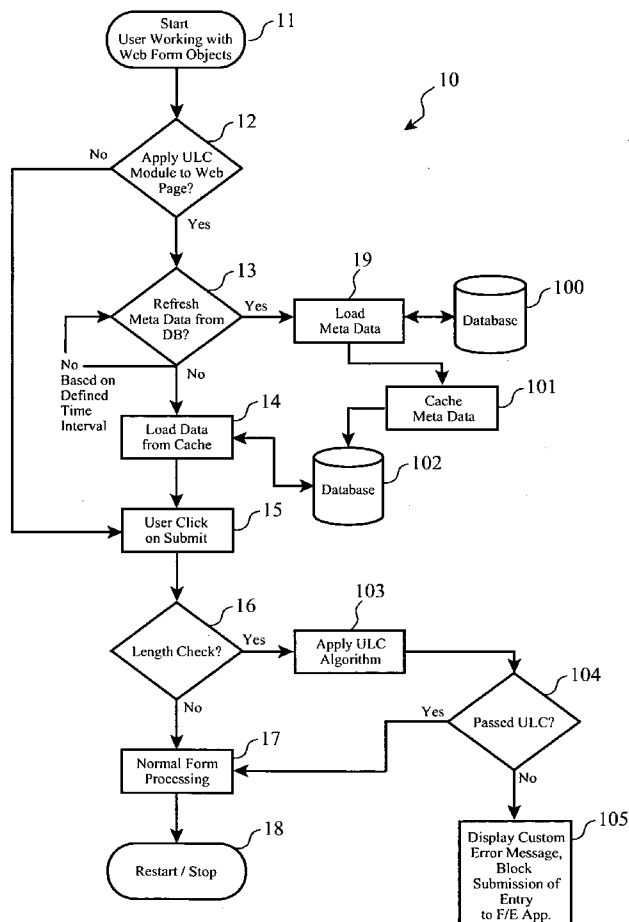 Start
User Working with
Web Form Objects
11
10
12
No
Apply ULC
Module to Web
Page?
Yes
13
Refresh
Meta Data from
DB?
Yes
19
Load
Meta Data
100
Database
No
Based on
Defined
Time
Interval
No
14
Load Data
from Cache
Cache
Meta Data
101
Database
102
User Click
on Submit
15
16
Length Check?
Yes
103
Apply ULC
Algorithm
104
Passed ULC?
Yes
No
No
17
Normal Form
Processing
18
Restart / Stop
105
Display Custom
Error Message,
Block
Submission of
Entry
to F/E App.